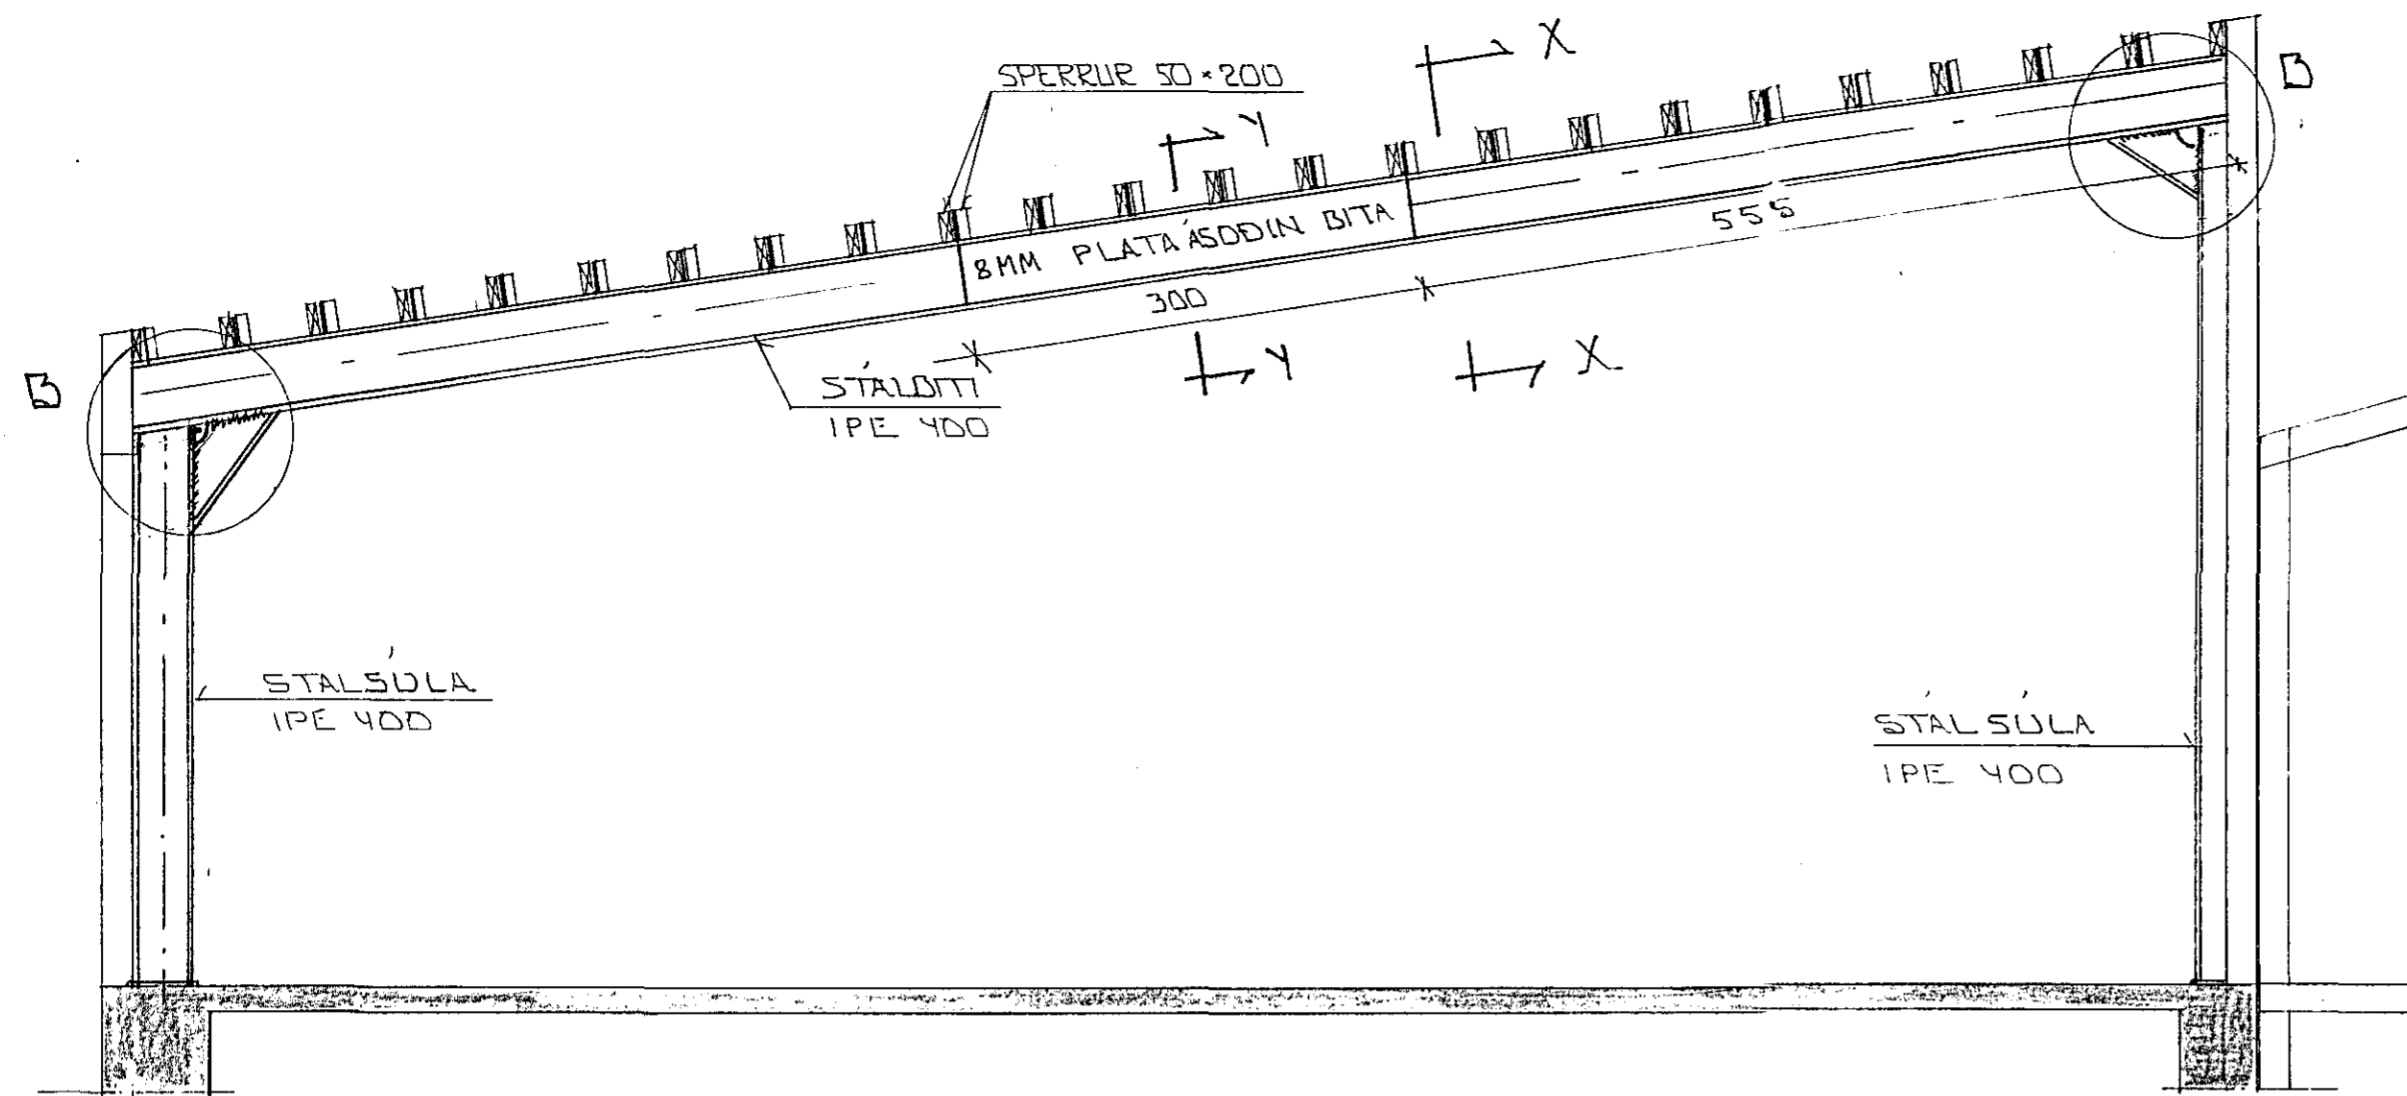 X
SPERRUR 50×200
B
Y
555
8MM PLATA ÁSOÐIN BITA
300
B
STÁLBITI
IPE 400
Y
X
STALSÚLA
IPE 400
STÁLSÚLA
IPE 400